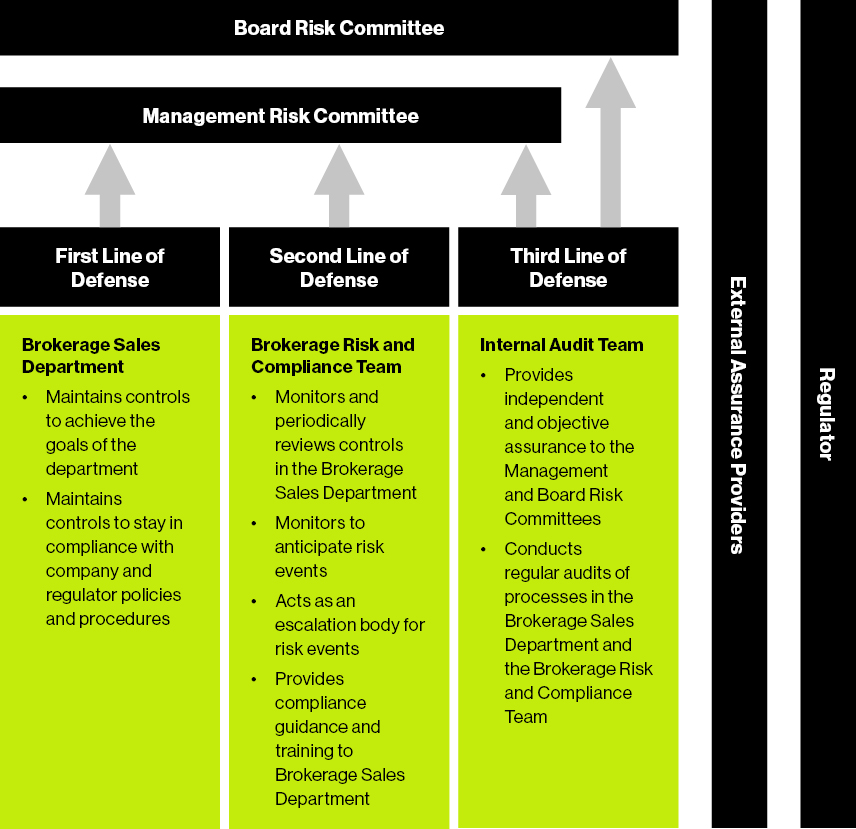 Board Risk Committee
Management Risk Committee
First Line of
Defense
Second Line of
Defense
Third Line of
Defense
Brokerage Sales
Department
• Maintains controls
to achieve the
goals of the
department
• Maintains
controls to stay in
compliance with
company and
regulator policies
and procedures
Brokerage Risk and
Compliance Team
• Monitors and
periodically
reviews controls
in the Brokerage
Sales Department
• Monitors to
anticipate risk
events
• Acts as an
escalation body for
risk events
• Provides
compliance
guidance and
training to
Brokerage Sales
Department
Internal Audit Team
• Provides
independent
and objective
assurance to the
Management
and Board Risk
Committees
• Conducts
regular audits of
processes in the
Brokerage Sales
Department and
the Brokerage Risk
and Compliance
Team
External Assurance Providers
Regulator